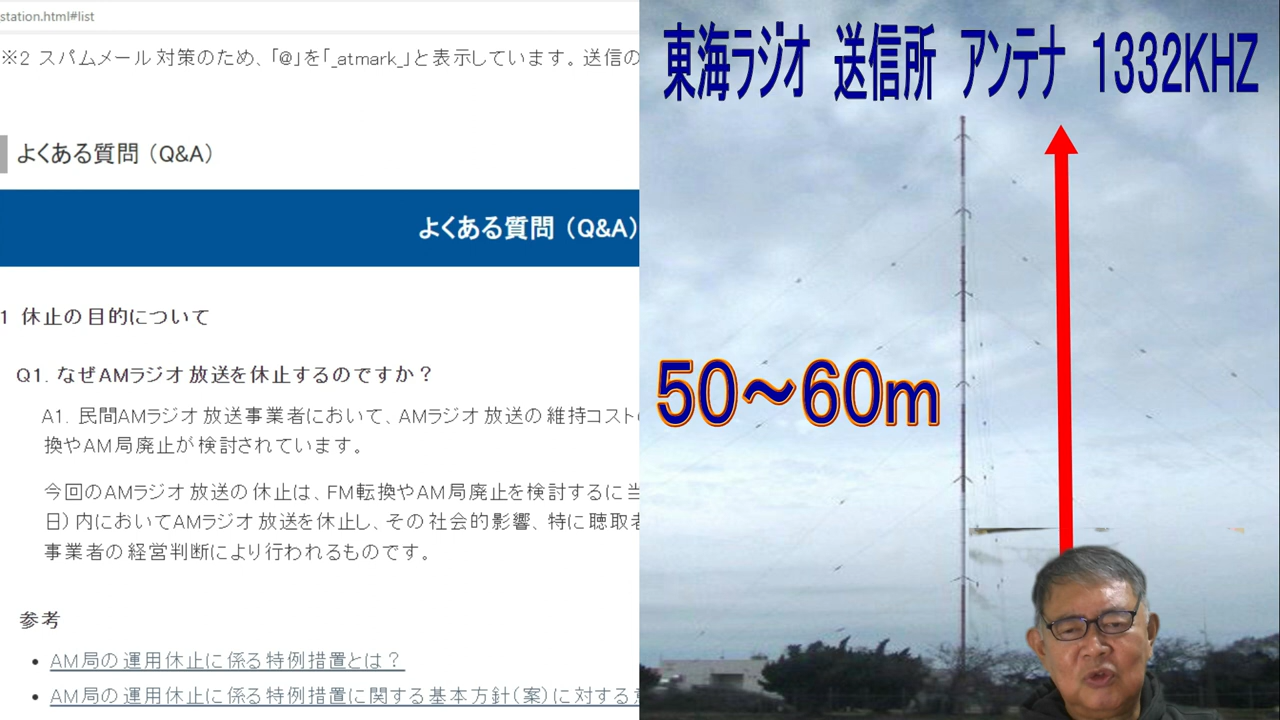 station.html#list
※2 スパムメール対策のため、「@」を「_atmark_」と表示しています。送信の
よくある質問（Q&A）
よくある質問（Q&A）
1 休止の目的について
Q1. なぜAMラジオ放送を休止するのですか？
A1. 民間AMラジオ放送事業者において、AMラジオ放送の維持コスト
換やAM局廃止が検討されています。
今回のAMラジオ放送の休止は、FM転換やAM局廃止を検討するに当
日）内においてAMラジオ放送を休止し、その社会的影響、特に聴取者
事業者の経営判断により行われるものです。
参考
• AM局の運用休止に係る特例措置とは？
• AM局の運用休止に係る特例措置に関する基本方針（案）に対する意
東海ラジオ 送信所 アンテナ 1332KHZ
50～60m